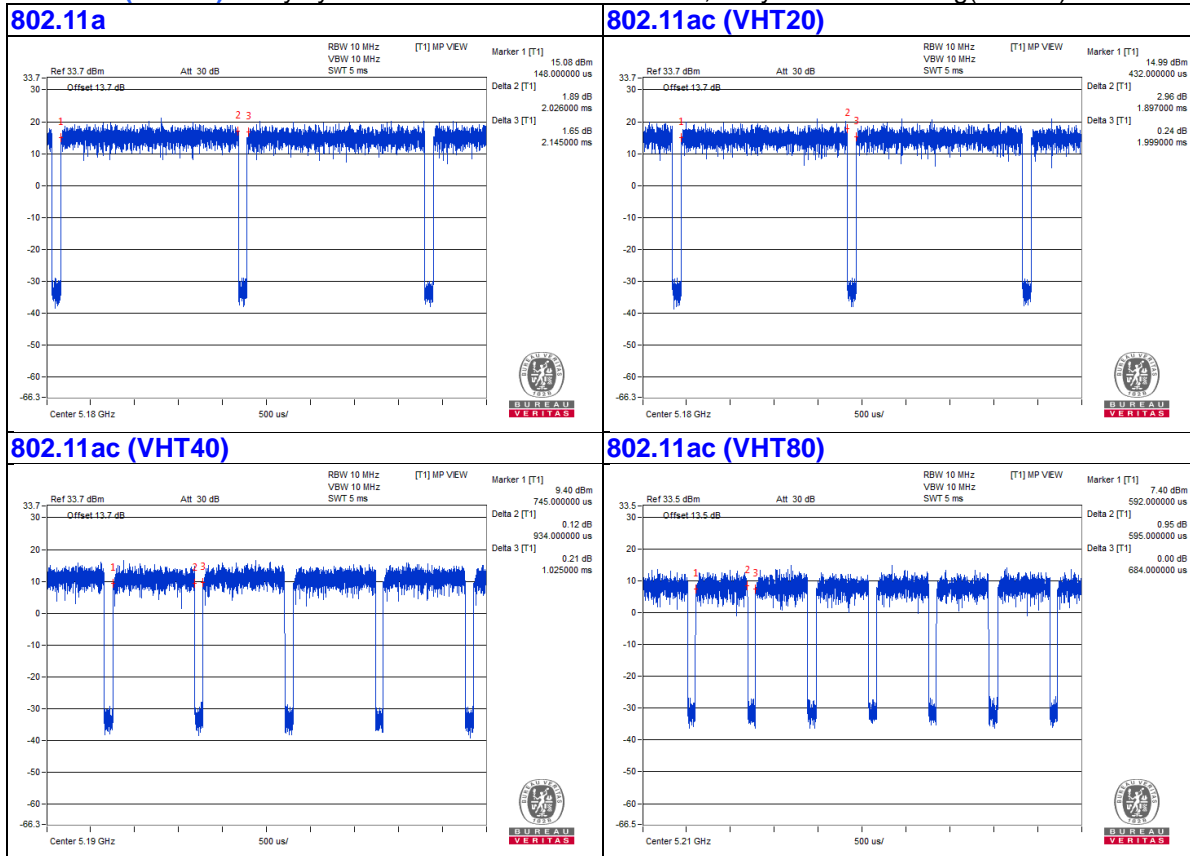 802.11a
RBW 10 MHz [T1] MP VIEW
VBW 10 MHz
Ref 33.7 dBm Att 30 dB SWT 5 ms
Marker 1 [T1]
15.08 dBm
148.000000 us
Delta 2 [T1]
1.89 dB
2.026000 ms
Delta 3 [T1]
1.65 dB
2.145000 ms
Offset 13.7 dB
33.7
30
20
10
0
-10
-20
-30
-40
-50
-60
-66.3
1 2 3
Center 5.18 GHz 500 us/
BUREAU VERITAS
1828
BUREAU
VERITAS
802.11ac (VHT20)
RBW 10 MHz [T1] MP VIEW
VBW 10 MHz
Ref 33.7 dBm Att 30 dB SWT 5 ms
Marker 1 [T1]
14.99 dBm
432.000000 us
Delta 2 [T1]
2.96 dB
1.897000 ms
Delta 3 [T1]
0.24 dB
1.999000 ms
Offset 13.7 dB
33.7
30
20
10
0
-10
-20
-30
-40
-50
-60
-66.3
1 2 3
Center 5.18 GHz 500 us/
BUREAU VERITAS
1828
BUREAU
VERITAS
802.11ac (VHT40)
RBW 10 MHz [T1] MP VIEW
VBW 10 MHz
Ref 33.7 dBm Att 30 dB SWT 5 ms
Marker 1 [T1]
9.40 dBm
745.000000 us
Delta 2 [T1]
0.12 dB
934.000000 us
Delta 3 [T1]
0.21 dB
1.025000 ms
Offset 13.7 dB
33.7
30
20
10
0
-10
-20
-30
-40
-50
-60
-66.3
1 2 3
Center 5.19 GHz 500 us/
BUREAU VERITAS
1828
BUREAU
VERITAS
802.11ac (VHT80)
RBW 10 MHz [T1] MP VIEW
VBW 10 MHz
Ref 33.5 dBm Att 30 dB SWT 5 ms
Marker 1 [T1]
7.40 dBm
592.000000 us
Delta 2 [T1]
0.95 dB
595.000000 us
Delta 3 [T1]
0.00 dB
684.000000 us
Offset 13.5 dB
33.5
30
20
10
0
-10
-20
-30
-40
-50
-60
-66.5
1 2 3
Center 5.21 GHz 500 us/
BUREAU VERITAS
1828
BUREAU
VERITAS